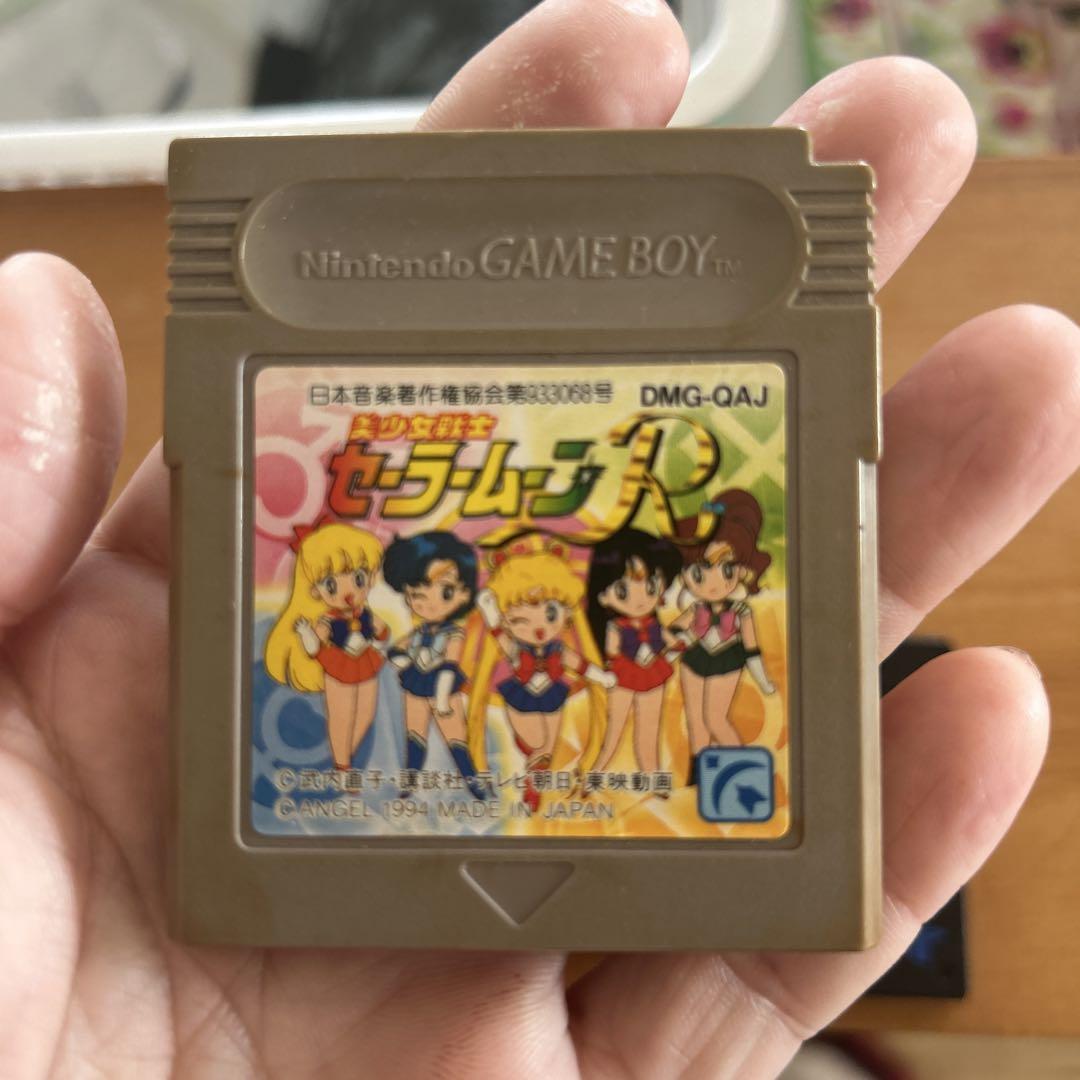 Nintendo GAME BOY TM
日本音楽著作権協会第933068号 DMG-QAJ
美少女戦士
セーラームーンR
© 武内直子・講談社・テレビ朝日・東映動画
© ANGEL 1994 MADE IN JAPAN